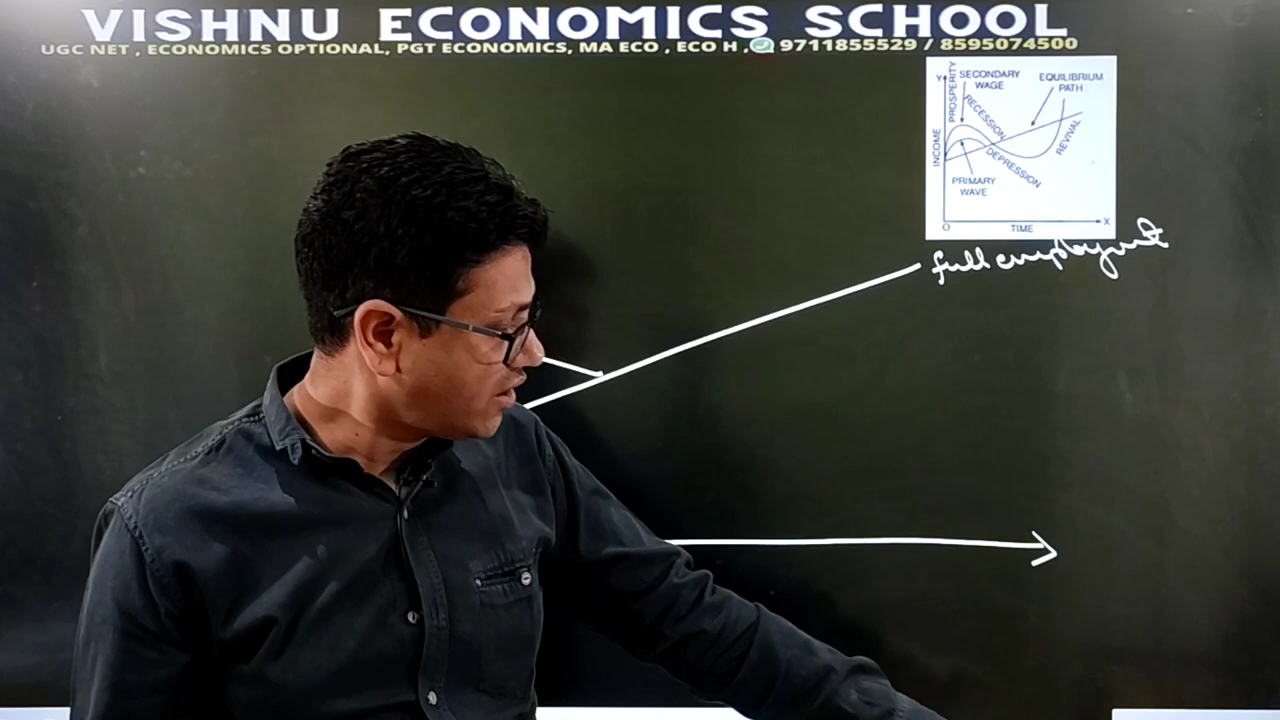 VISHNU ECONOMICS SCHOOL
UGC NET , ECONOMICS OPTIONAL, PGT ECONOMICS, MA ECO , ECO H , 9711855529 / 8595074500
Y
PROSPERITY
SECONDARY
WAGE
EQUILIBRIUM
PATH
RECESSION
INCOME
REVIVAL
DEPRESSION
PRIMARY
WAVE
O
TIME
X
full employment